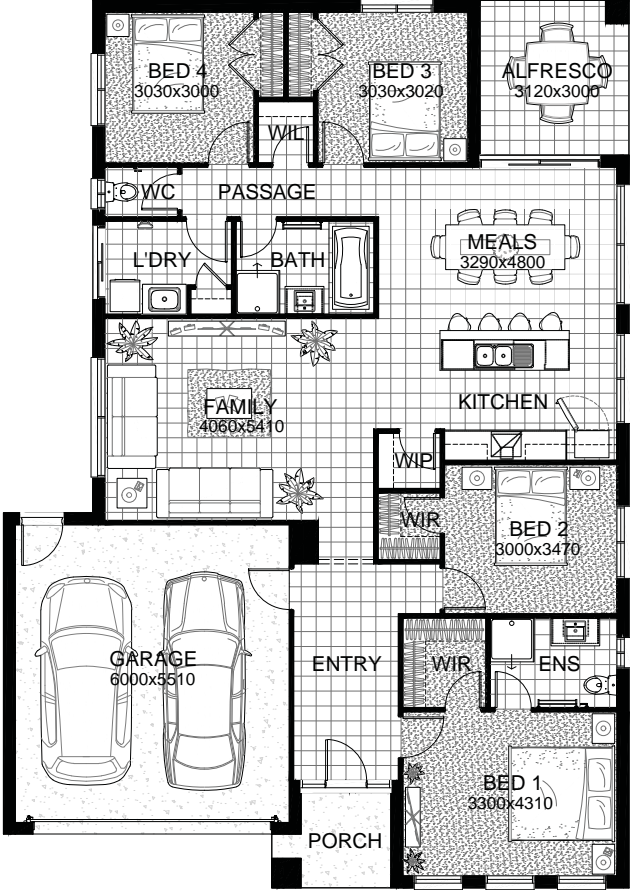 BED 4
3030x3000
BED 3
3030x3020
ALFRESCO
3120x3000
WIL
WC
PASSAGE
L'DRY
BATH
MEALS
3290x4800
FAMILY
4060x5410
KITCHEN
WIP
WIR
BED 2
3000x3470
GARAGE
6000x5510
ENTRY
WIR
ENS
BED 1
3300x4310
PORCH